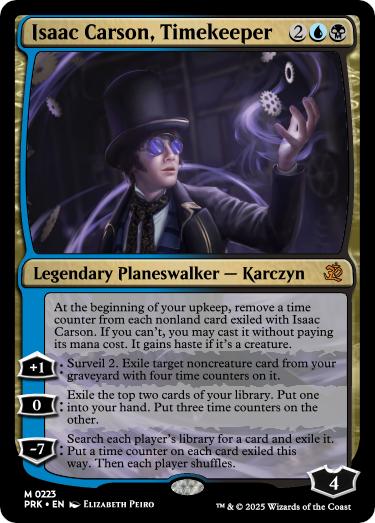 Isaac Carson, Timekeeper 2
Legendary Planeswalker — Karczyn
At the beginning of your upkeep, remove a time
counter from each nonland card exiled with Isaac
Carson. If you can't, you may cast it without paying
its mana cost. It gains haste if it's a creature.
+1: Surveil 2. Exile target noncreature card from your
graveyard with four time counters on it.
0: Exile the top two cards of your library. Put one
into your hand. Put three time counters on the
other.
-7: Search each player's library for a card and exile it.
Put a time counter on each card exiled this
way. Then each player shuffles.
4
M 0223
PRK • EN Elizabeth Peiro
™ & © 2025 Wizards of the Coast